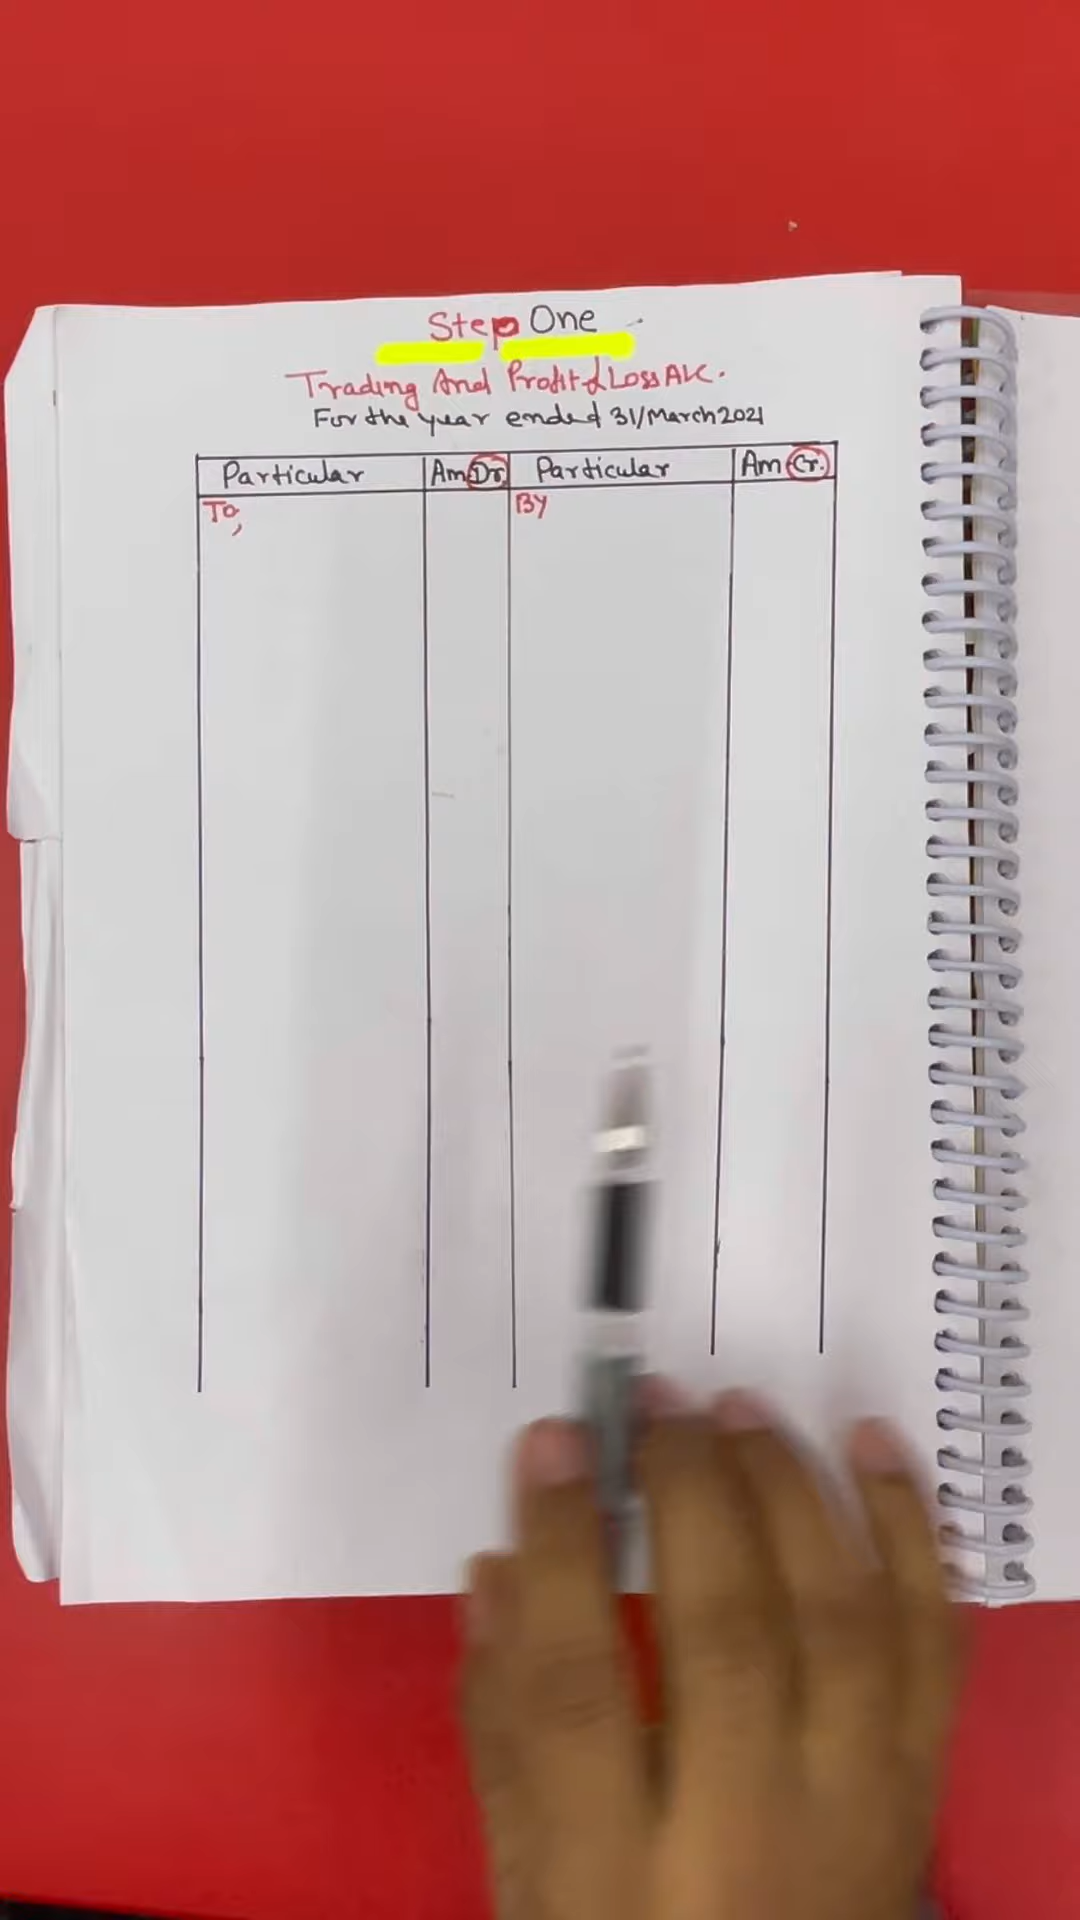 Step One
Trading And Profit & Loss A/c.
For the year ended 31/March 2021
Particular Am Dr. Particular Am Cr.
To, By